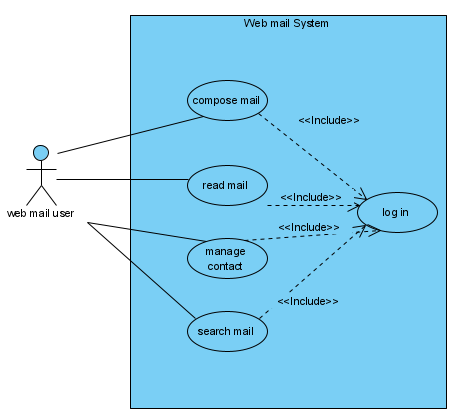 Web mail System
compose mail
<<Include>>
read mail
<<Include>>
log in
web mail user
<<Include>>
manage
contact
<<Include>>
search mail